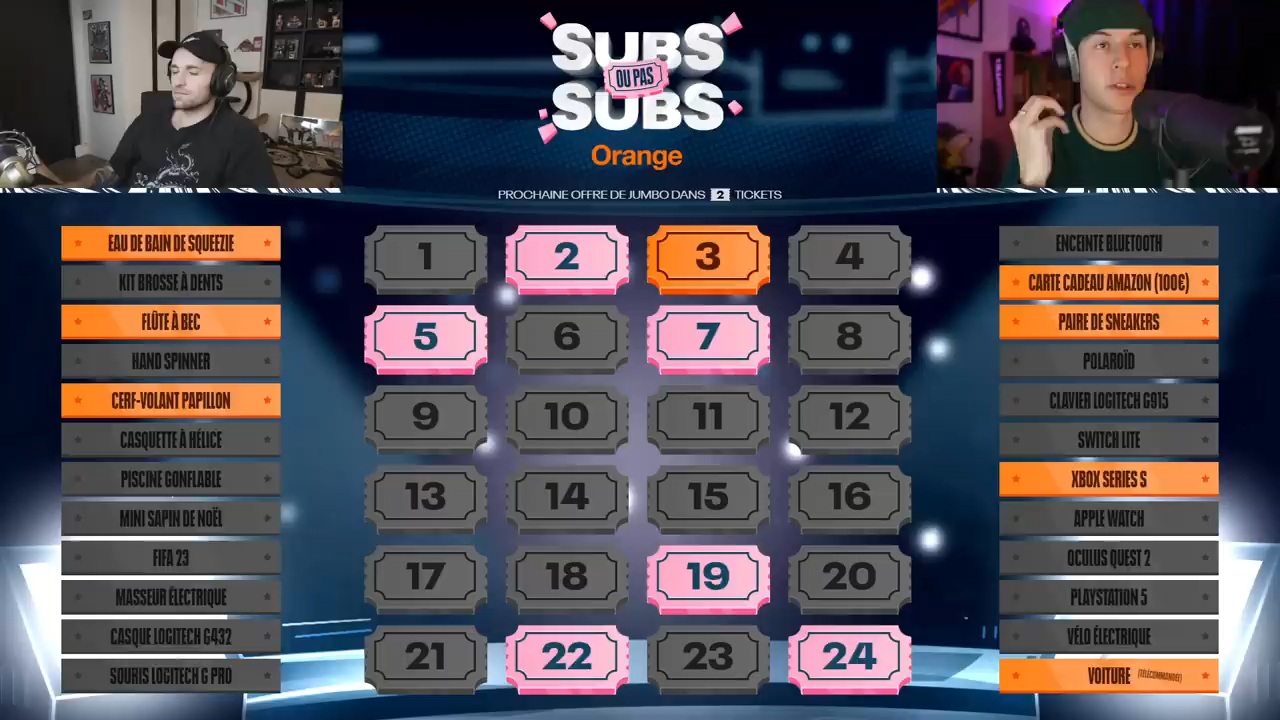 SUBS
OU PAS
SUBS
Orange
PROCHAINE OFFRE DE JUMBO DANS 2 TICKETS
EAU DE BAIN DE SQUEEZIE
KIT BROSSE À DENTS
FLÛTE À BEC
HAND SPINNER
CERF-VOLANT PAPILLON
CASQUETTE À HÉLICE
PISCINE GONFLABLE
MINI SAPIN DE NOËL
FIFA 23
MASSEUR ÉLECTRIQUE
CASQUE LOGITECH G432
SOURIS LOGITECH G PRO
1 2 3 4
5 6 7 8
9 10 11 12
13 14 15 16
17 18 19 20
21 22 23 24
ENCEINTE BLUETOOTH
CARTE CADEAU AMAZON (100€)
PAIRE DE SNEAKERS
POLAROÏD
CLAVIER LOGITECH G915
SWITCH LITE
XBOX SERIES S
APPLE WATCH
OCULUS QUEST 2
PLAYSTATION 5
VÉLO ÉLECTRIQUE
VOITURE (TÉLÉCOMMANDÉE)